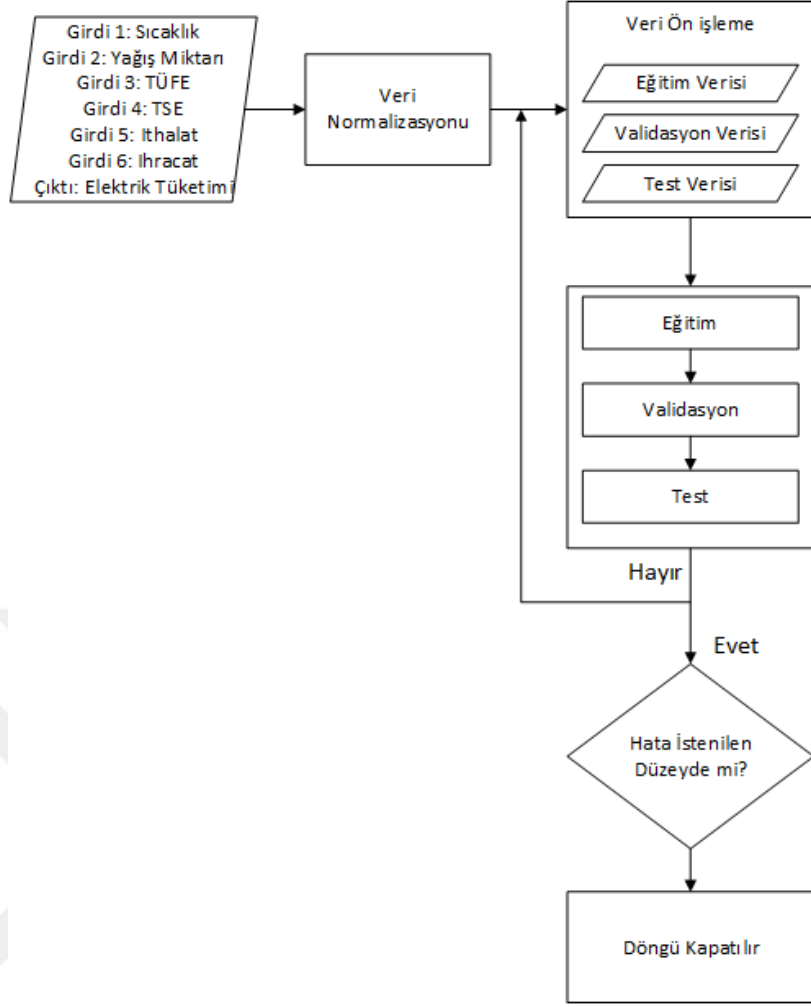 Girdi 1: Sıcaklık
Girdi 2: Yağış Miktarı
Girdi 3: TÜFE
Girdi 4: TSE
Girdi 5: Ithalat
Girdi 6: Ihracat
Çıktı: Elektrik Tüketimi
Veri
Normalizasyonu
Veri Ön işleme
Eğitim Verisi
Validasyon Verisi
Test Verisi
Eğitim
Validasyon
Test
Hayır
Evet
Hata İstenilen
Düzeyde mi?
Döngü Kapatılır